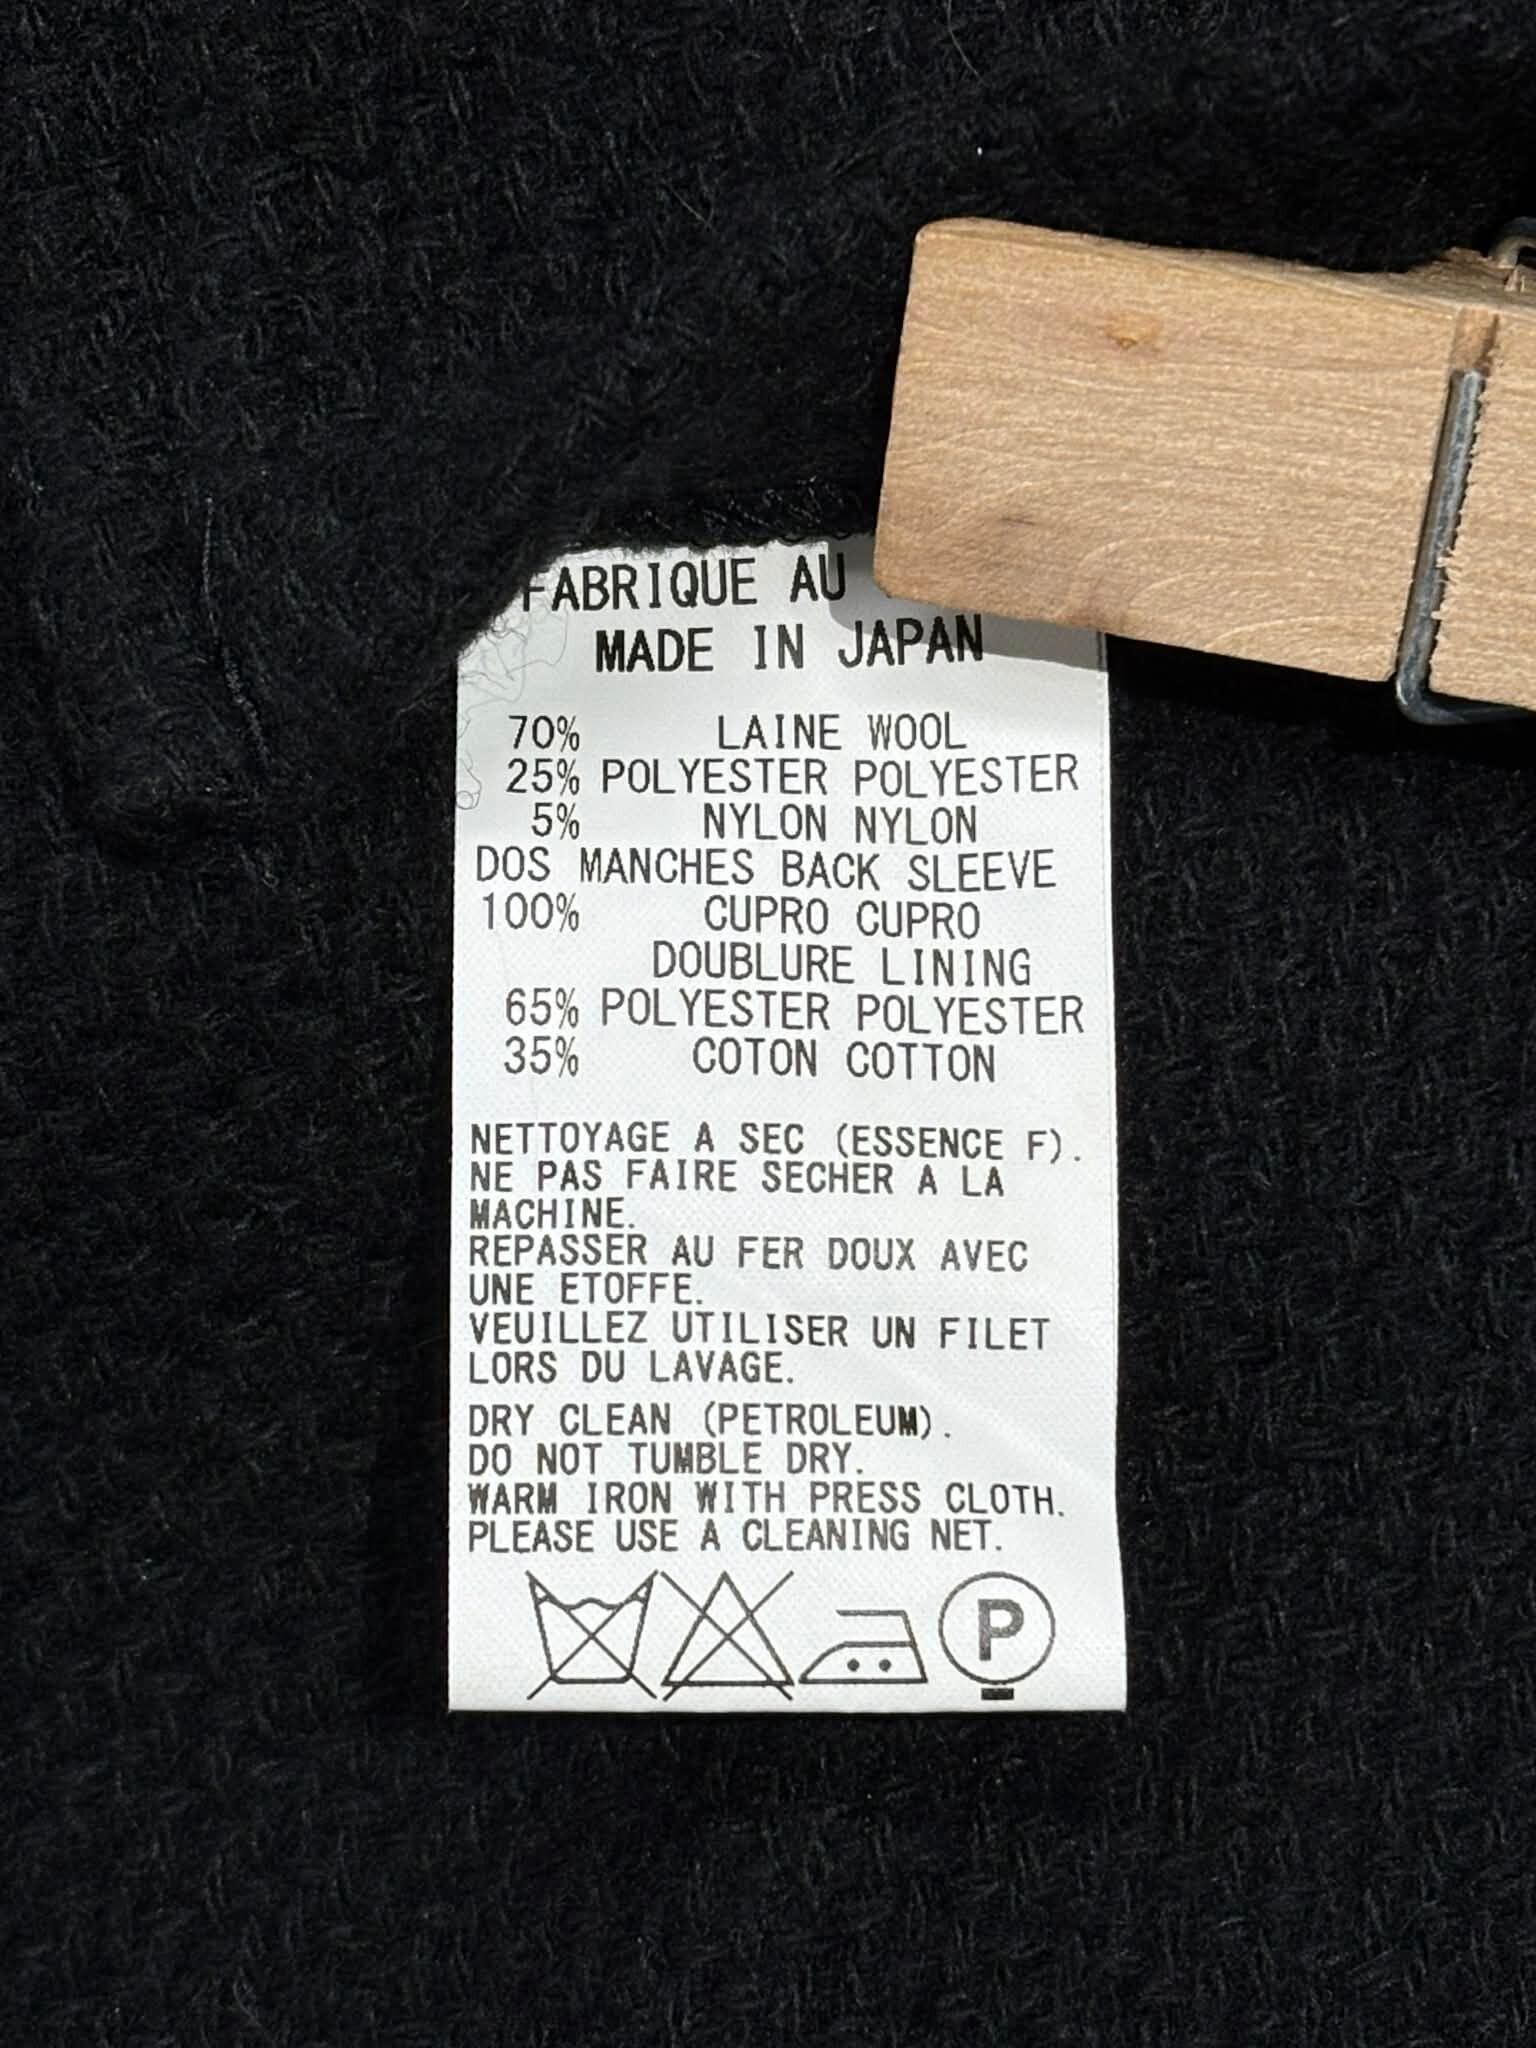 FABRIQUE AU
MADE IN JAPAN
70% LAINE WOOL
25% POLYESTER POLYESTER
5% NYLON NYLON
DOS MANCHES BACK SLEEVE
100% CUPRO CUPRO
DOUBLURE LINING
65% POLYESTER POLYESTER
35% COTON COTTON
NETTOYAGE A SEC (ESSENCE F).
NE PAS FAIRE SECHER A LA
MACHINE.
REPASSER AU FER DOUX AVEC
UNE ETOFFE.
VEUILLEZ UTILISER UN FILET
LORS DU LAVAGE.
DRY CLEAN (PETROLEUM).
DO NOT TUMBLE DRY.
WARM IRON WITH PRESS CLOTH.
PLEASE USE A CLEANING NET.
P